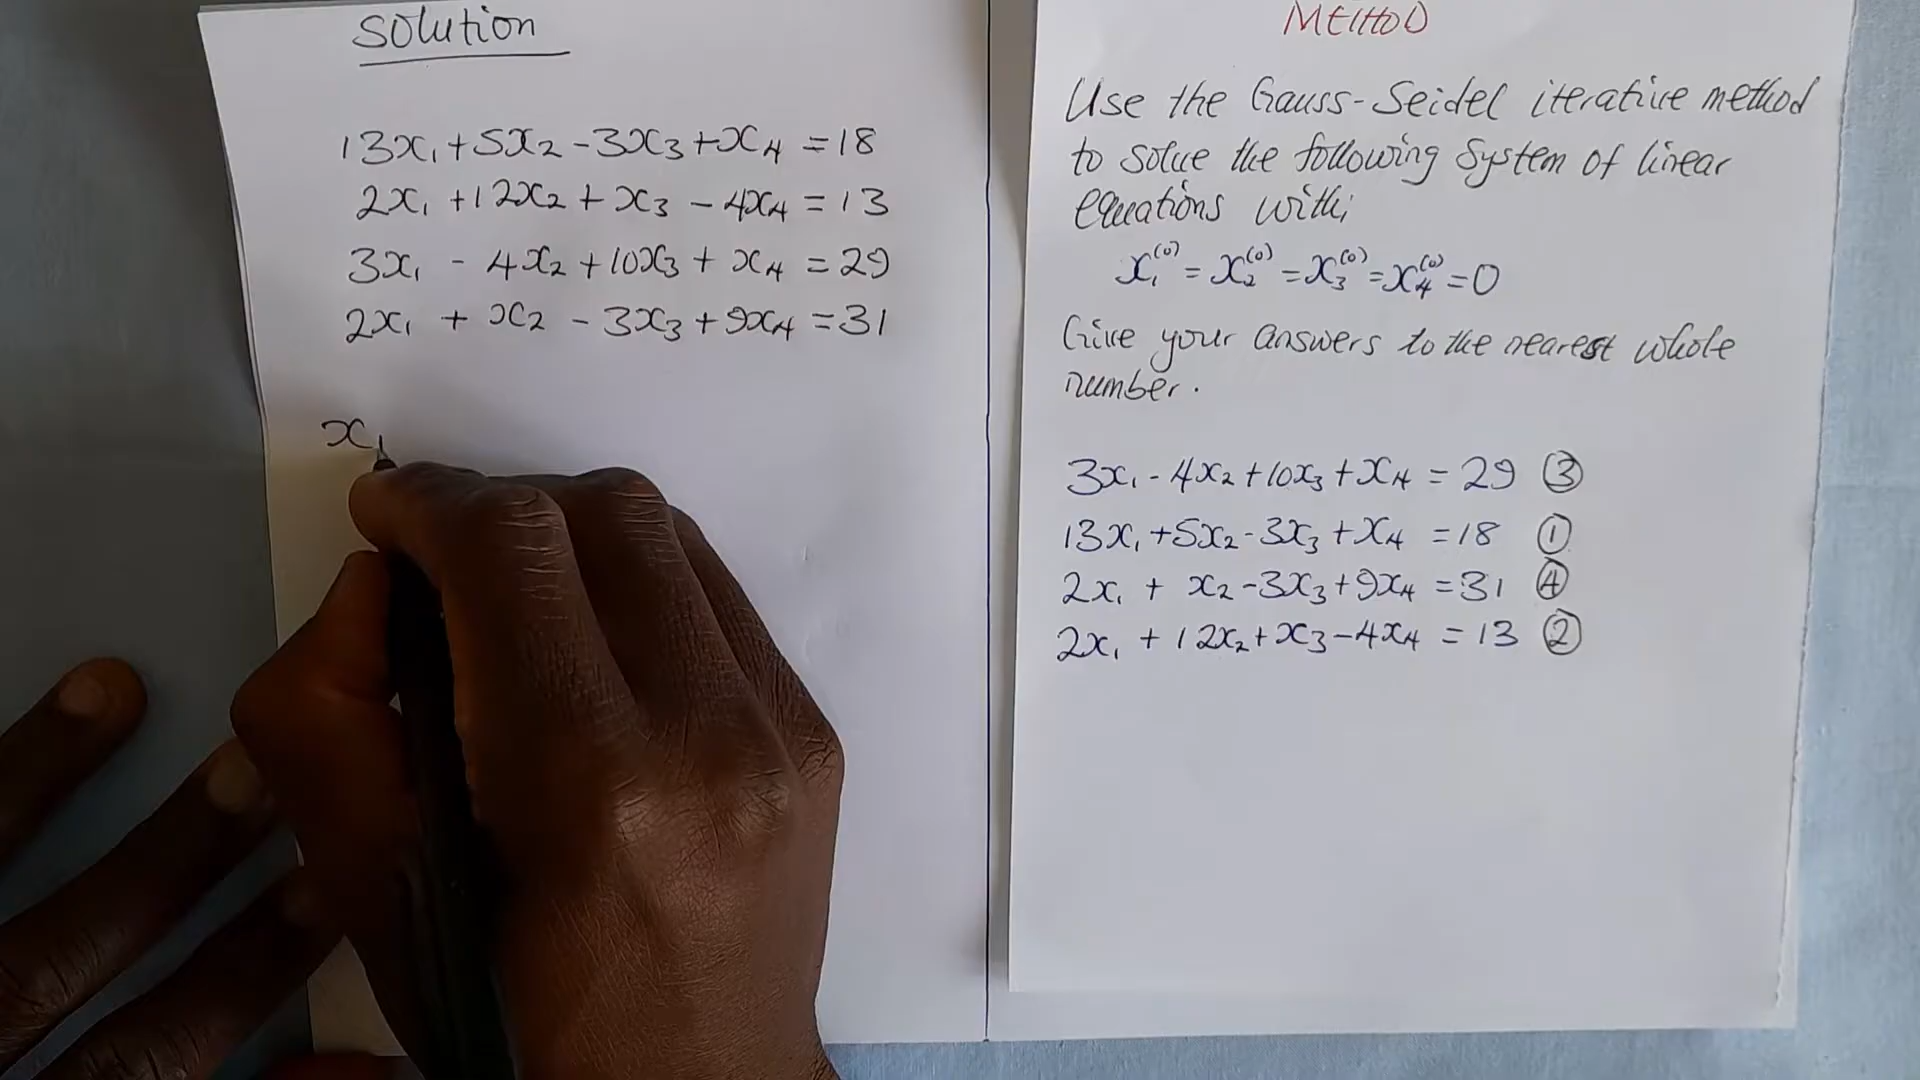 Solution
13x₁+5x₂-3x₃+x₄=18
2x₁+12x₂+x₃-4x₄=13
3x₁-4x₂+10x₃+x₄=29
2x₁+x₂-3x₃+9x₄=31
x₁
METHOD
Use the Gauss-Seidel iterative method
to solve the following system of linear
equations with;
x₁⁽⁰⁾=x₂⁽⁰⁾=x₃⁽⁰⁾=x₄⁽⁰⁾=0
Give your answers to the nearest whole
number.
3x₁-4x₂+10x₃+x₄=29 ③
13x₁+5x₂-3x₃+x₄=18 ①
2x₁+x₂-3x₃+9x₄=31 ④
2x₁+12x₂+x₃-4x₄=13 ②